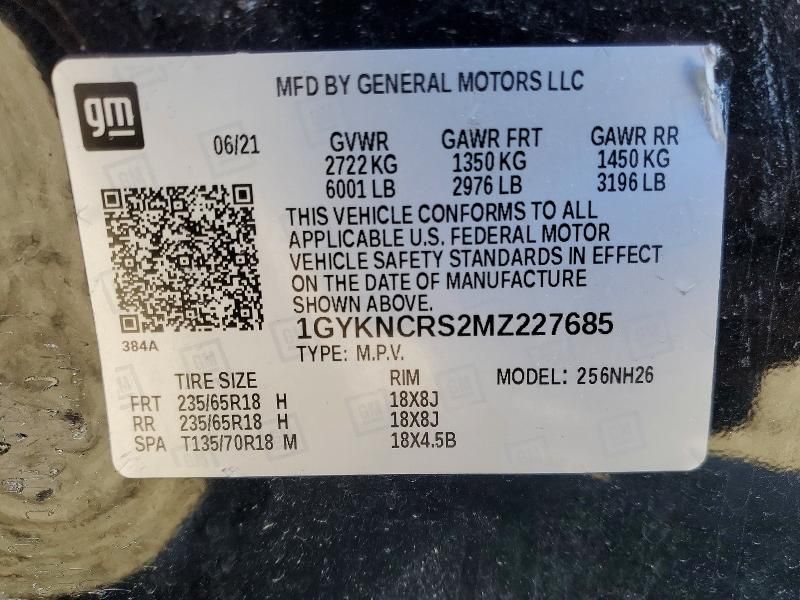 gm
MFD BY GENERAL MOTORS LLC
06/21 GVWR GAWR FRT GAWR RR
2722 KG 1350 KG 1450 KG
6001 LB 2976 LB 3196 LB
THIS VEHICLE CONFORMS TO ALL
APPLICABLE U.S. FEDERAL MOTOR
VEHICLE SAFETY STANDARDS IN EFFECT
ON THE DATE OF MANUFACTURE
SHOWN ABOVE.
384A
1GYKNCRS2MZ227685
TYPE: M.P.V.
TIRE SIZE RIM MODEL: 256NH26
FRT 235/65R18 H 18X8J
RR 235/65R18 H 18X8J
SPA T135/70R18 M 18X4.5B